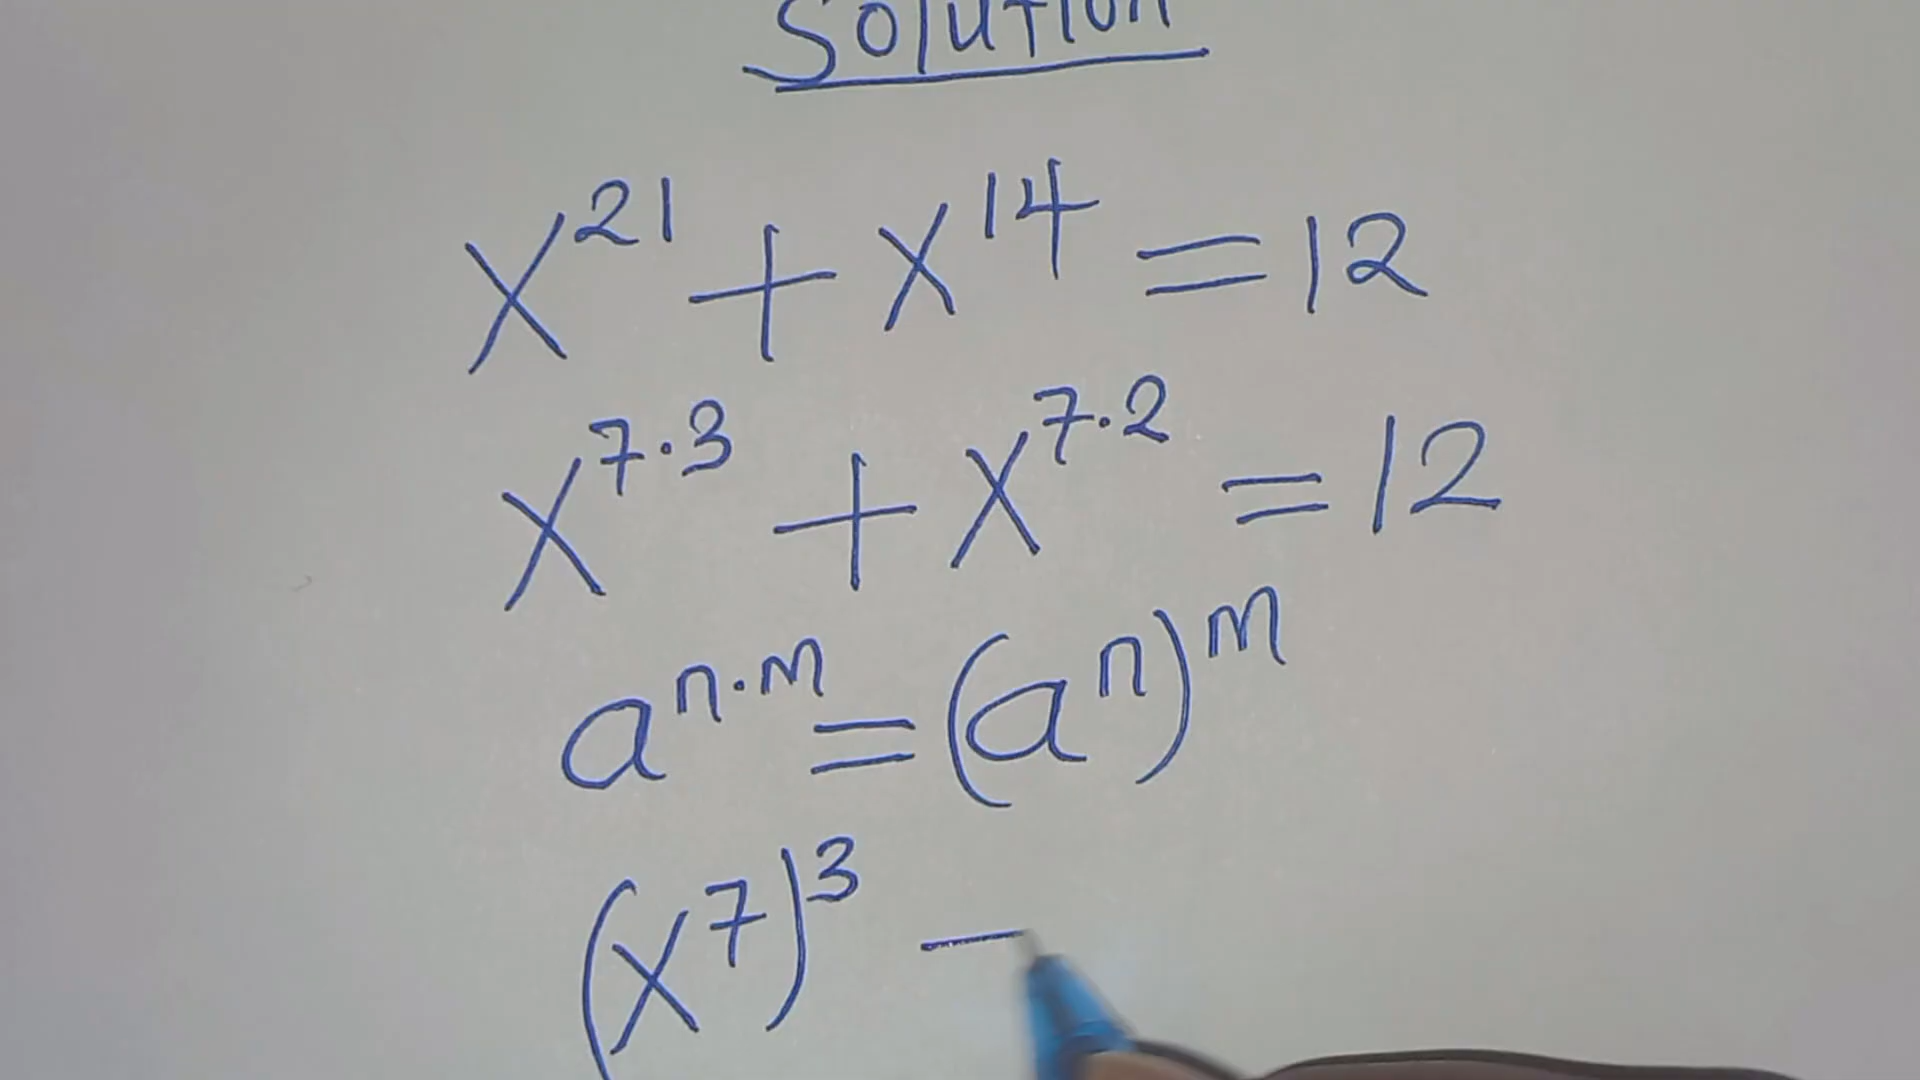 Solution
x^21 + x^14 = 12
x^7·3 + x^7·2 = 12
a^n·m = (a^n)^m
(x^7)^3 −